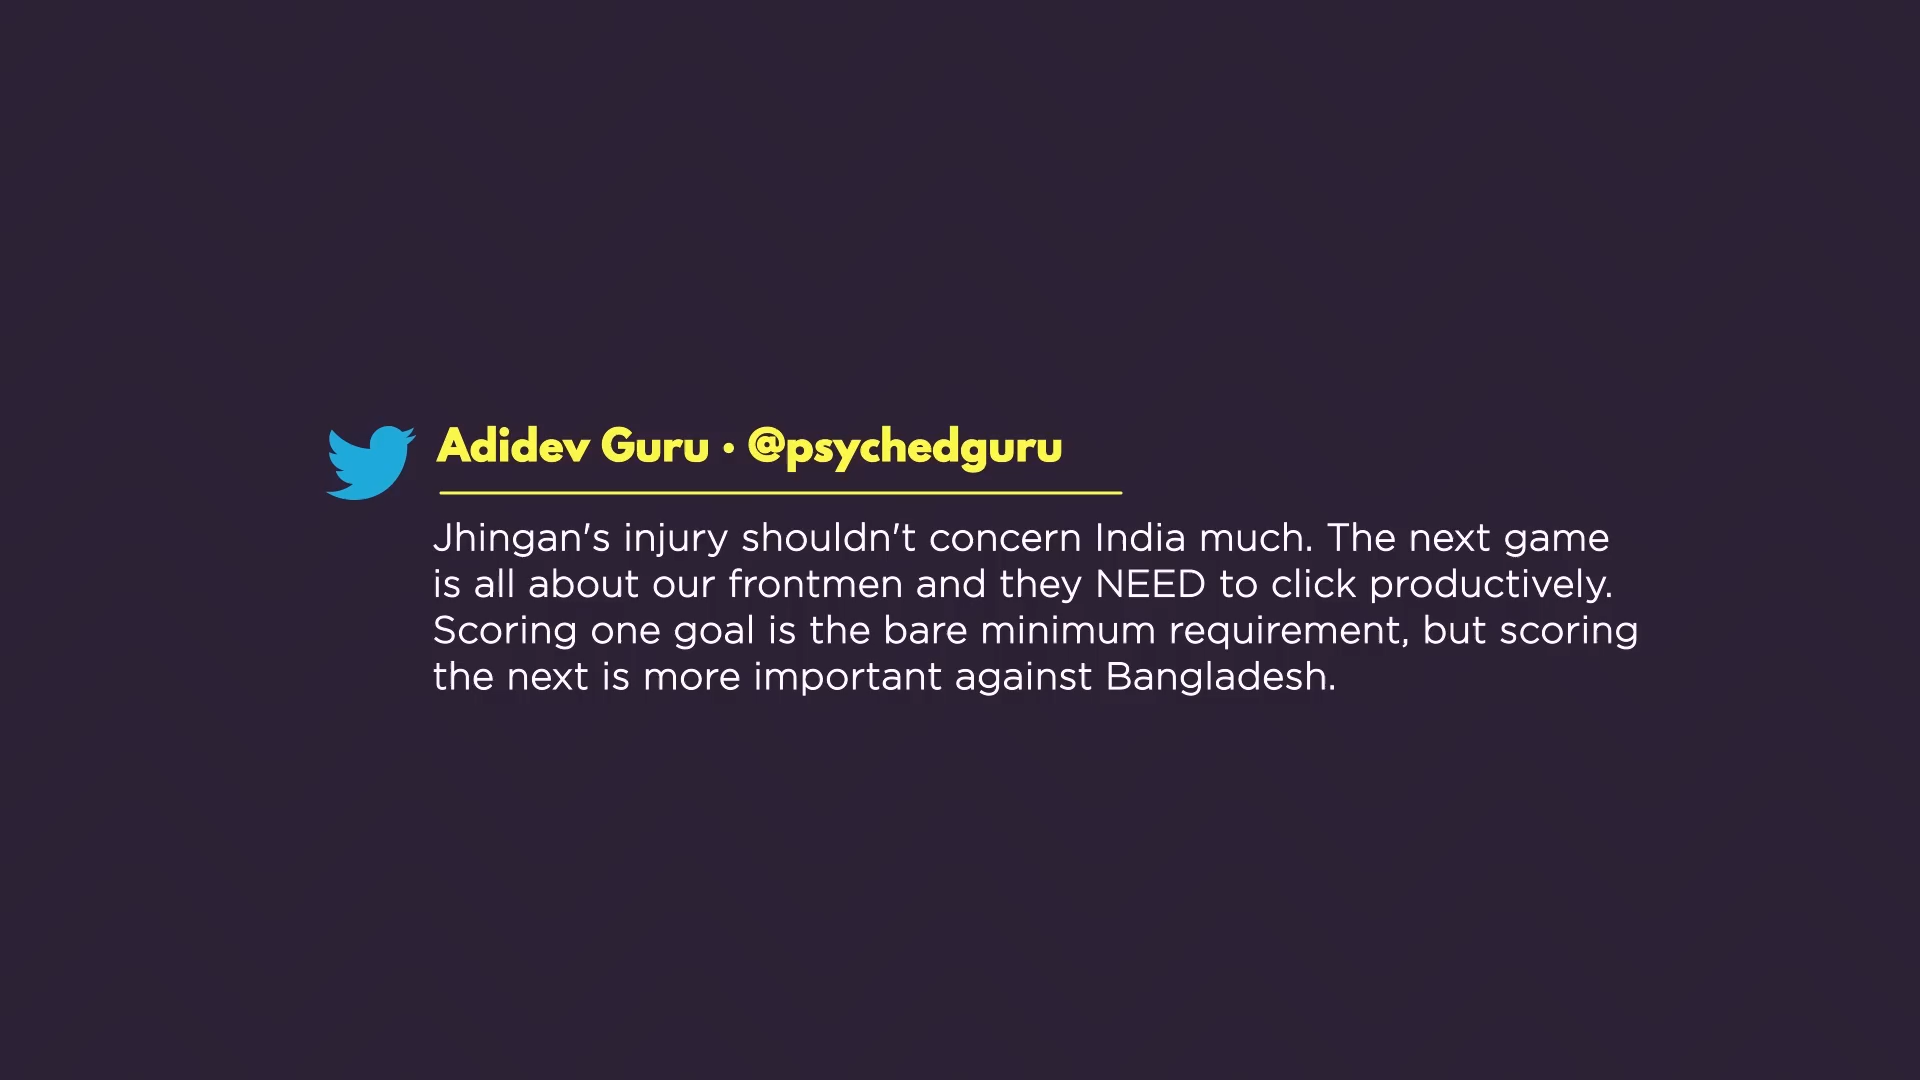 Adidev Guru • @psychedguru
Jhingan's injury shouldn't concern India much. The next game
is all about our frontmen and they NEED to click productively.
Scoring one goal is the bare minimum requirement, but scoring
the next is more important against Bangladesh.